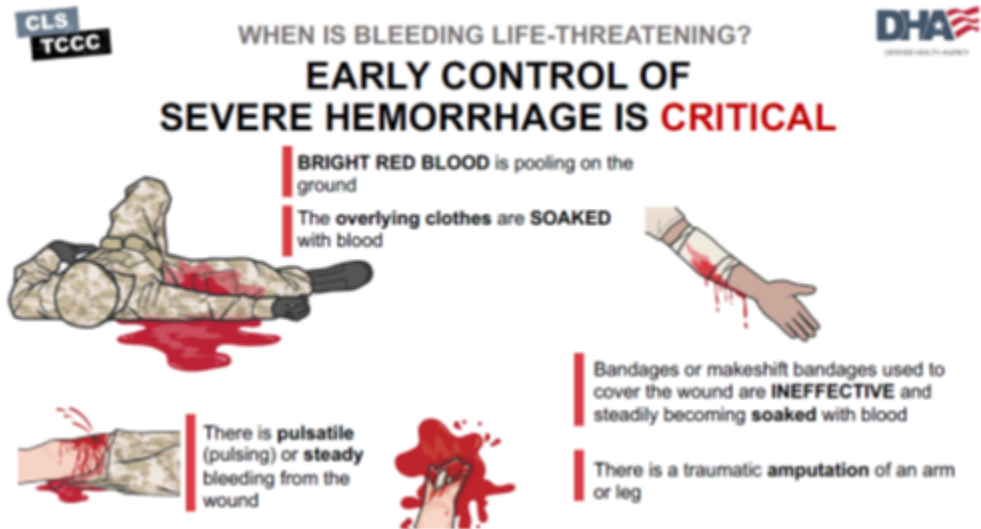 CLS
TCCC
DHA
DEFENSE HEALTH AGENCY
WHEN IS BLEEDING LIFE-THREATENING?
EARLY CONTROL OF
SEVERE HEMORRHAGE IS CRITICAL
BRIGHT RED BLOOD is pooling on the
ground
The overlying clothes are SOAKED
with blood
Bandages or makeshift bandages used to
cover the wound are INEFFECTIVE and
steadily becoming soaked with blood
There is pulsatile
(pulsing) or steady
bleeding from the
wound
There is a traumatic amputation of an arm
or leg